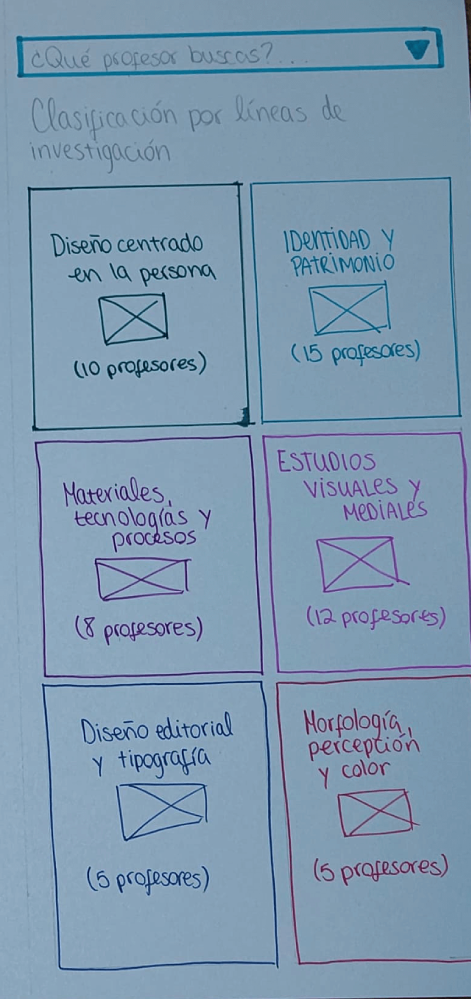 ¿Qué profesor buscas?...
Clasificación por líneas de
investigación
Diseño centrado
en la persona
(10 profesores)
IDENTIDAD Y
PATRIMONIO
(15 profesores)
Materiales,
tecnologías y
procesos
(8 profesores)
ESTUDIOS
VISUALES Y
MEDIALES
(12 profesores)
Diseño editorial
y tipografía
(5 profesores)
Morfología,
percepción
y color
(5 profesores)